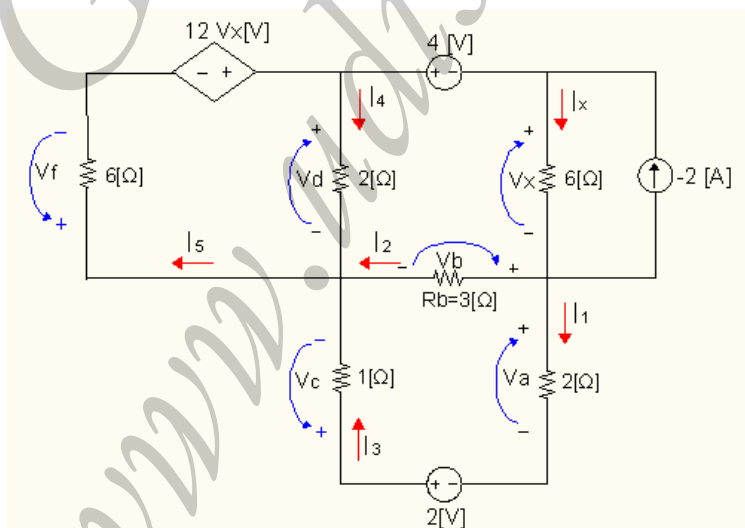 12 Vx[V]
- +
4 [V]
+ -
I4
Ix
-
Vf
6[Ω]
+
+
Vd
2[Ω]
-
+
Vx
6[Ω]
-
-2 [A]
I5
I2
-
Vb
+
Rb=3[Ω]
I1
-
Vc
1[Ω]
+
+
Va
2[Ω]
-
I3
+ -
2[V]